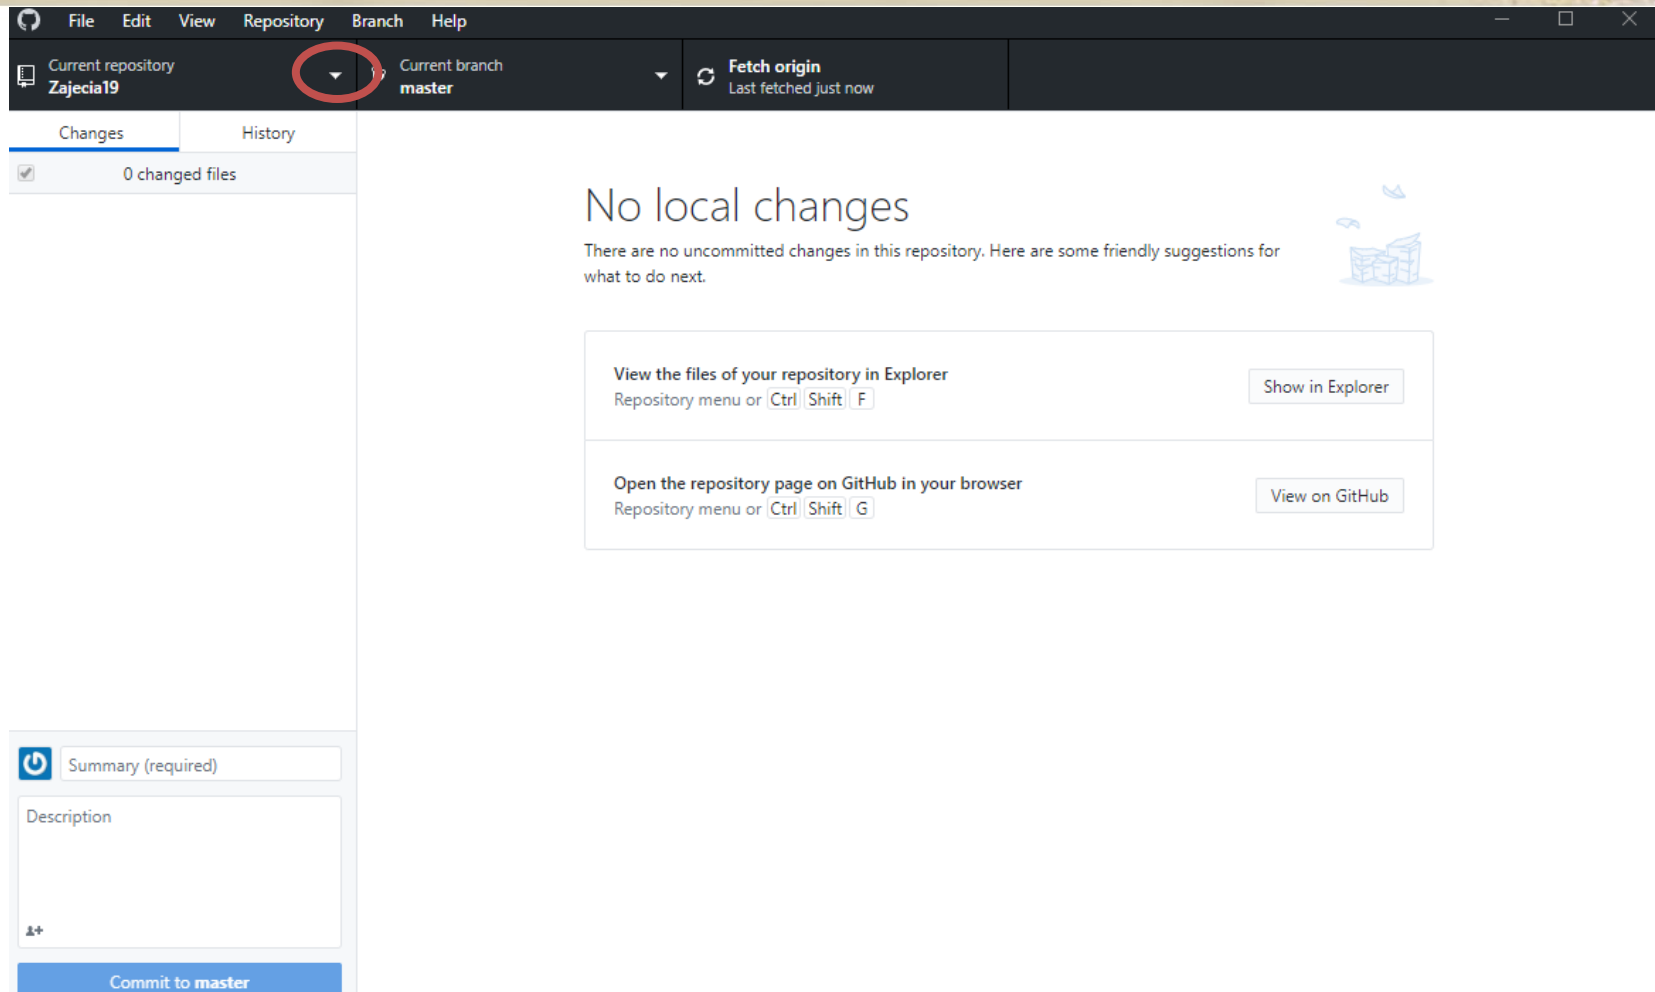 File Edit View Repository Branch Help
Current repository
Zajecia19
Current branch
master
Fetch origin
Last fetched just now
Changes History
0 changed files
No local changes
There are no uncommitted changes in this repository. Here are some friendly suggestions for
what to do next.
View the files of your repository in Explorer
Repository menu or Ctrl Shift F
Show in Explorer
Open the repository page on GitHub in your browser
Repository menu or Ctrl Shift G
View on GitHub
Summary (required)
Description
Commit to master